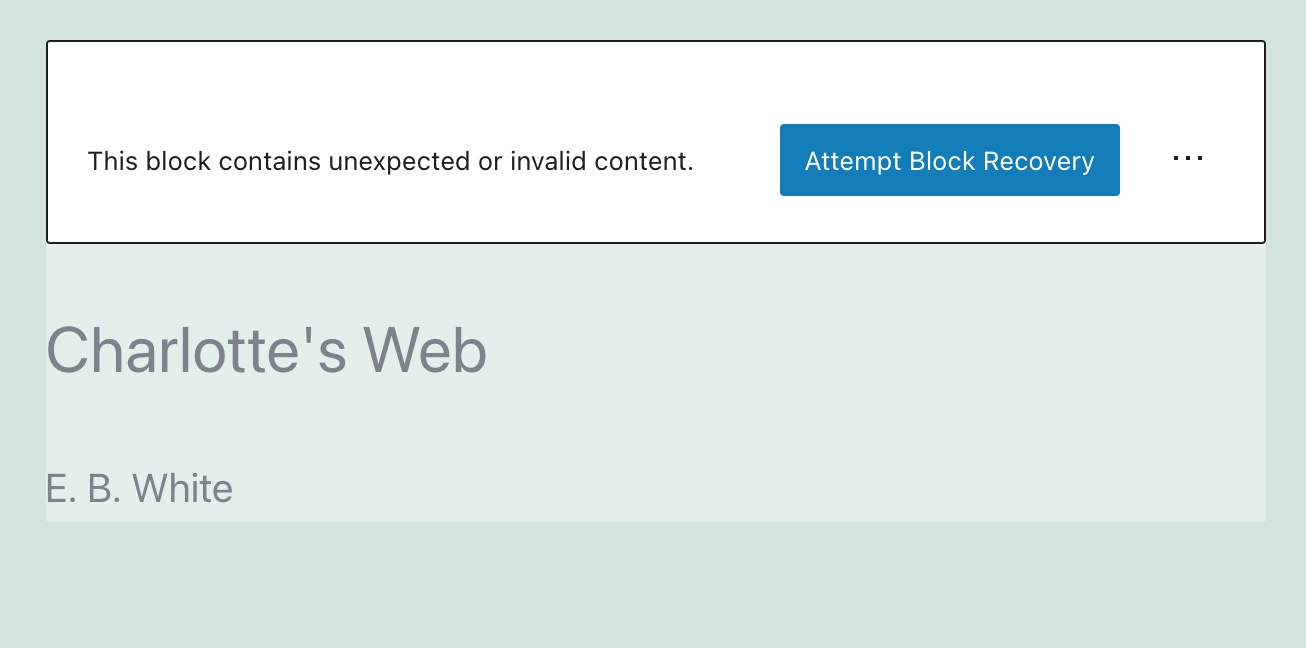 This block contains unexpected or invalid content.
Attempt Block Recovery
Charlotte's Web
E. B. White